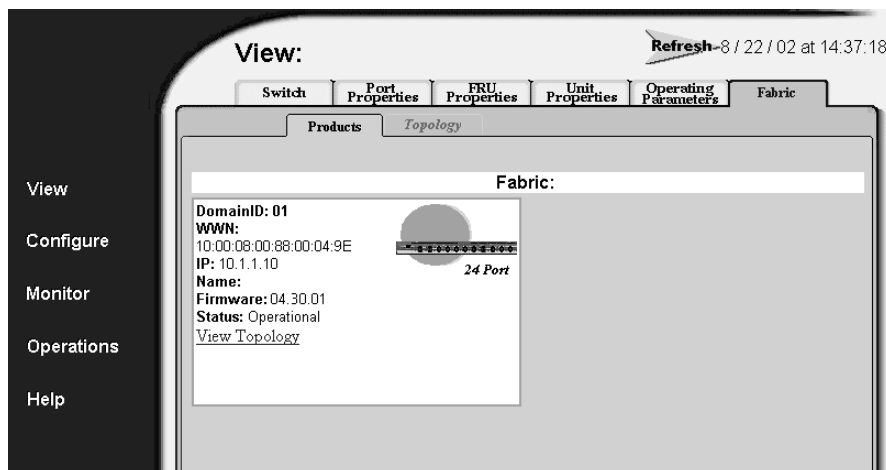 View:
Refresh 8 / 22 / 02 at 14:37:18
Switch
Port Properties
FRU Properties
Unit Properties
Operating Parameters
Fabric
Products
Topology
View
Configure
Monitor
Operations
Help
Fabric:
DomainID: 01
WWN:
10:00:08:00:88:00:04:9E
IP: 10.1.1.10
Name:
Firmware: 04.30.01
Status: Operational
View Topology
24 Port